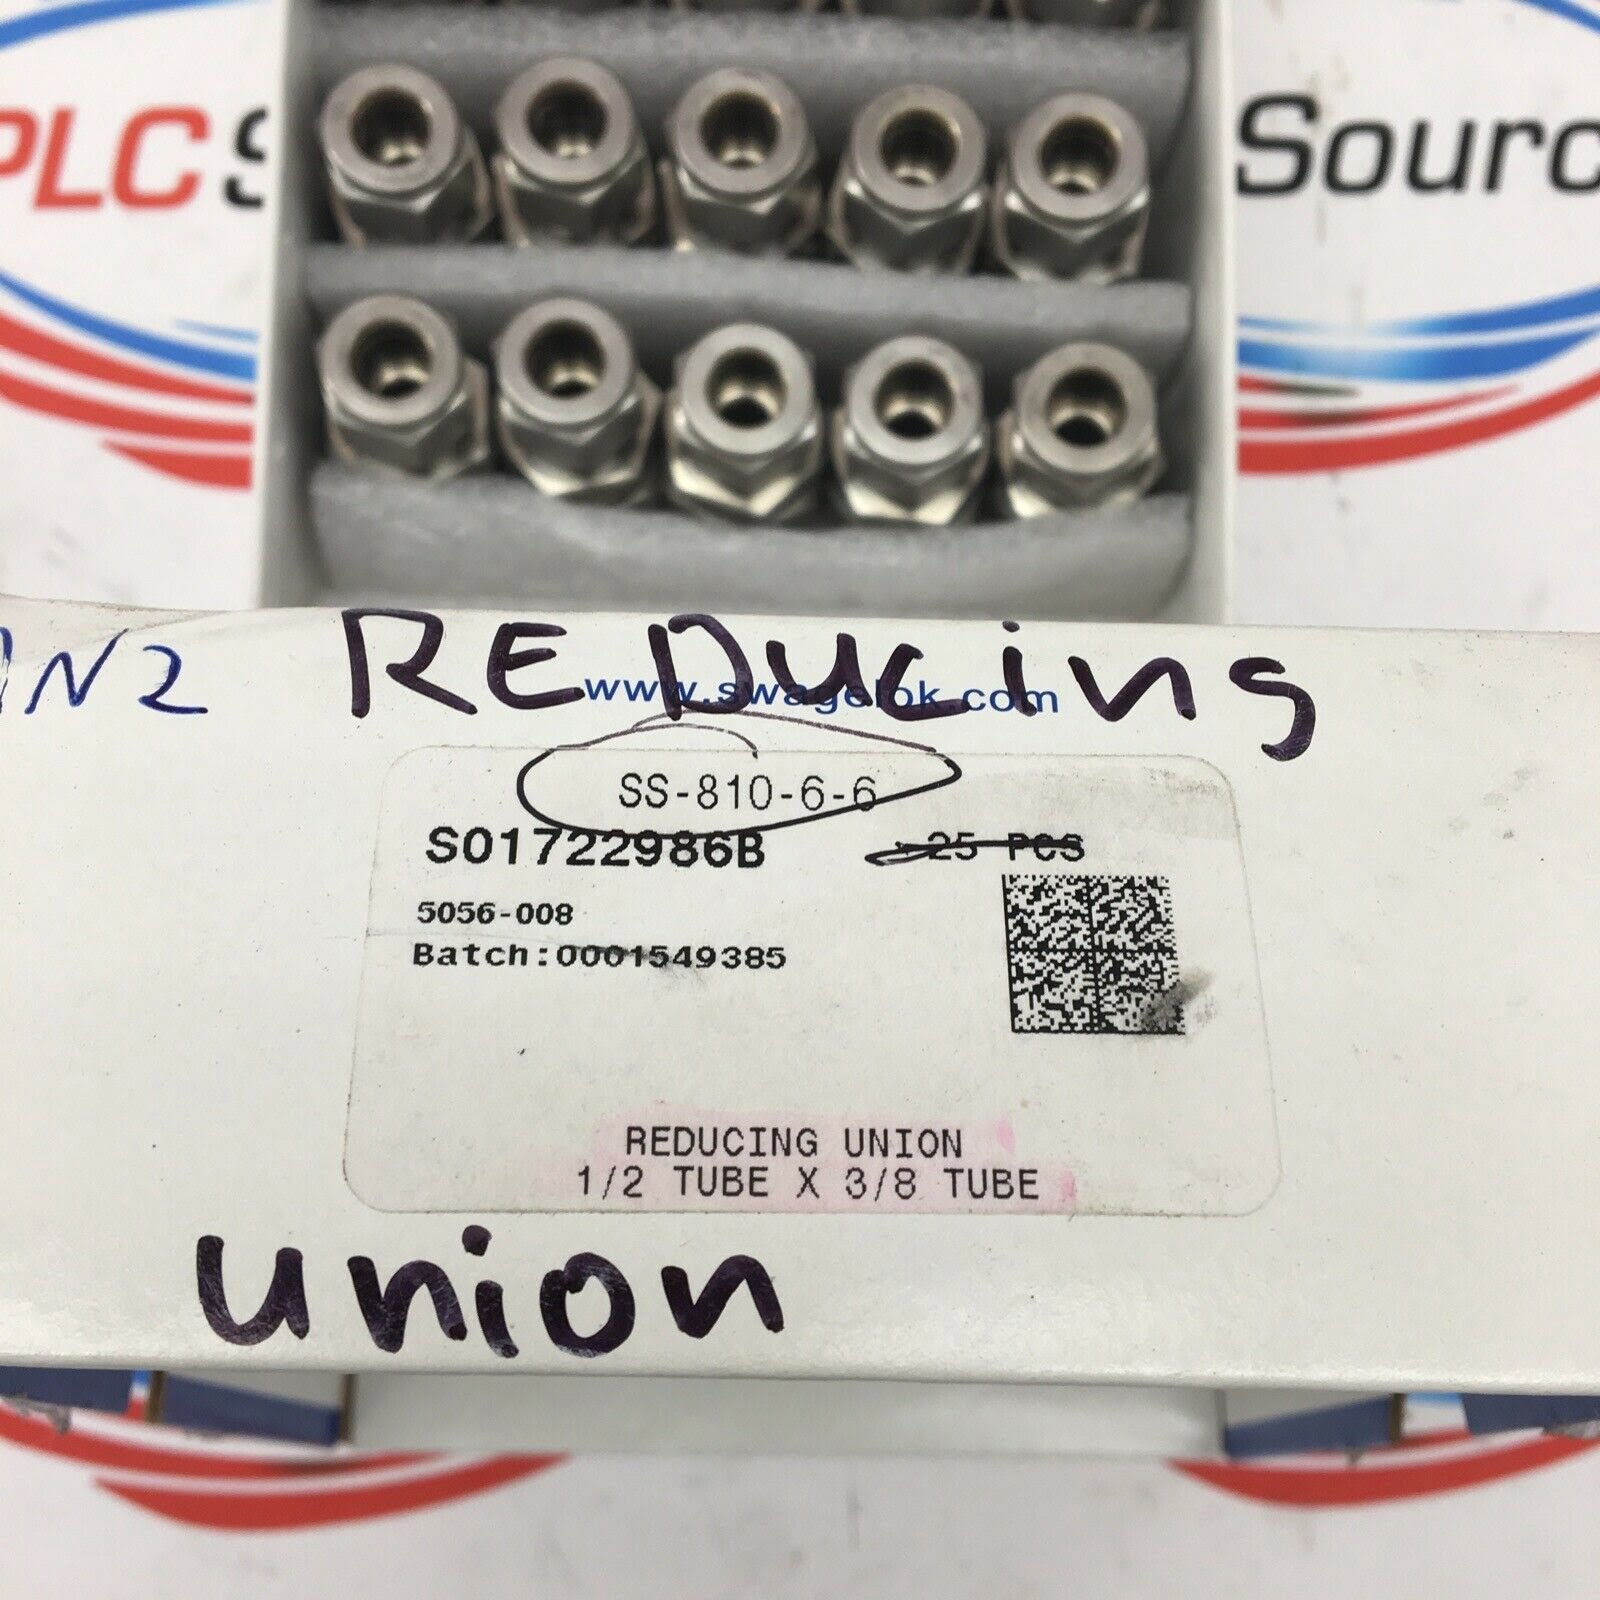 PLC S
Sourc
IN2 REDucing
www.swagelok.com
SS-810-6-6
S01722986B 25 PCS
5056-008
Batch:0001549385
REDUCING UNION
1/2 TUBE X 3/8 TUBE
union